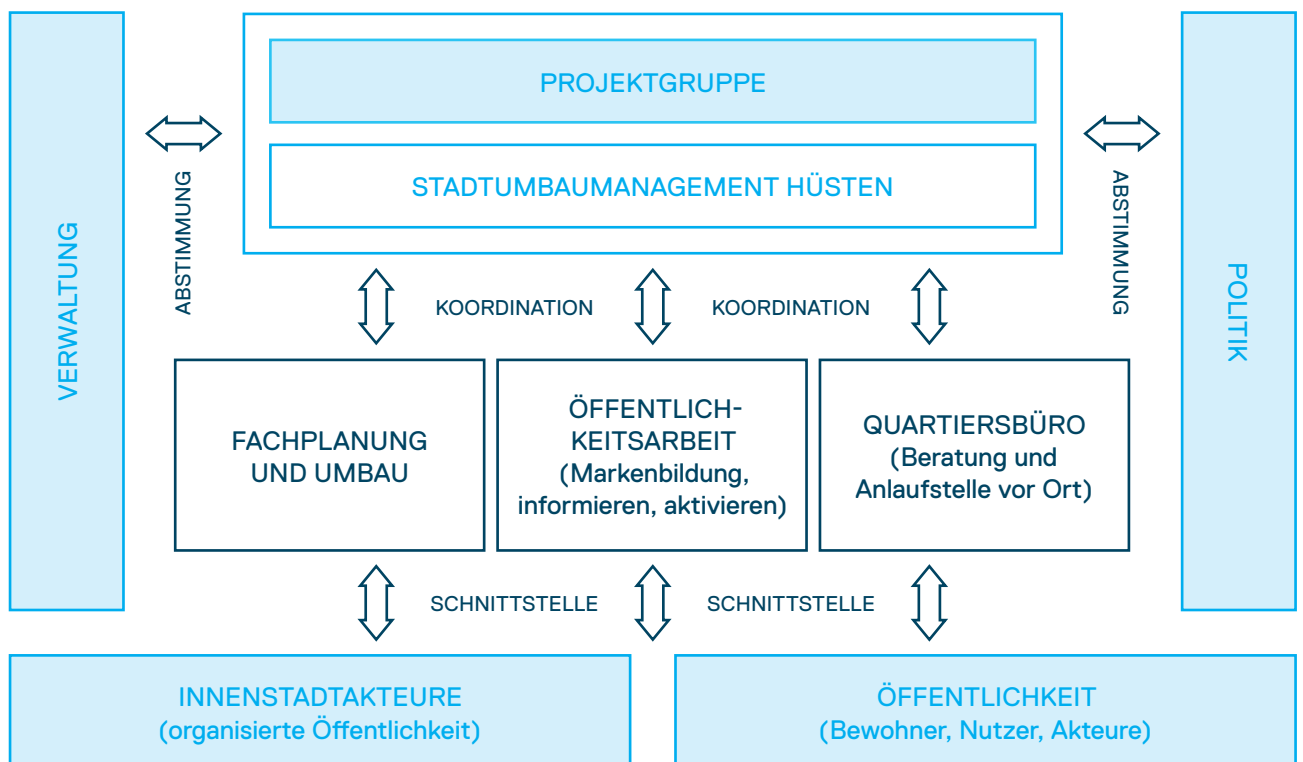 PROJEKTGRUPPE
STADTUMBAUMANAGEMENT HÜSTEN
VERWALTUNG
ABSTIMMUNG
ABSTIMMUNG
POLITIK
KOORDINATION
KOORDINATION
FACHPLANUNG
UND UMBAU
ÖFFENTLICH-
KEITSARBEIT
(Markenbildung,
informieren, aktivieren)
QUARTIERSBÜRO
(Beratung und
Anlaufstelle vor Ort)
SCHNITTSTELLE
SCHNITTSTELLE
INNENSTADTAKTEURE
(organisierte Öffentlichkeit)
ÖFFENTLICHKEIT
(Bewohner, Nutzer, Akteure)